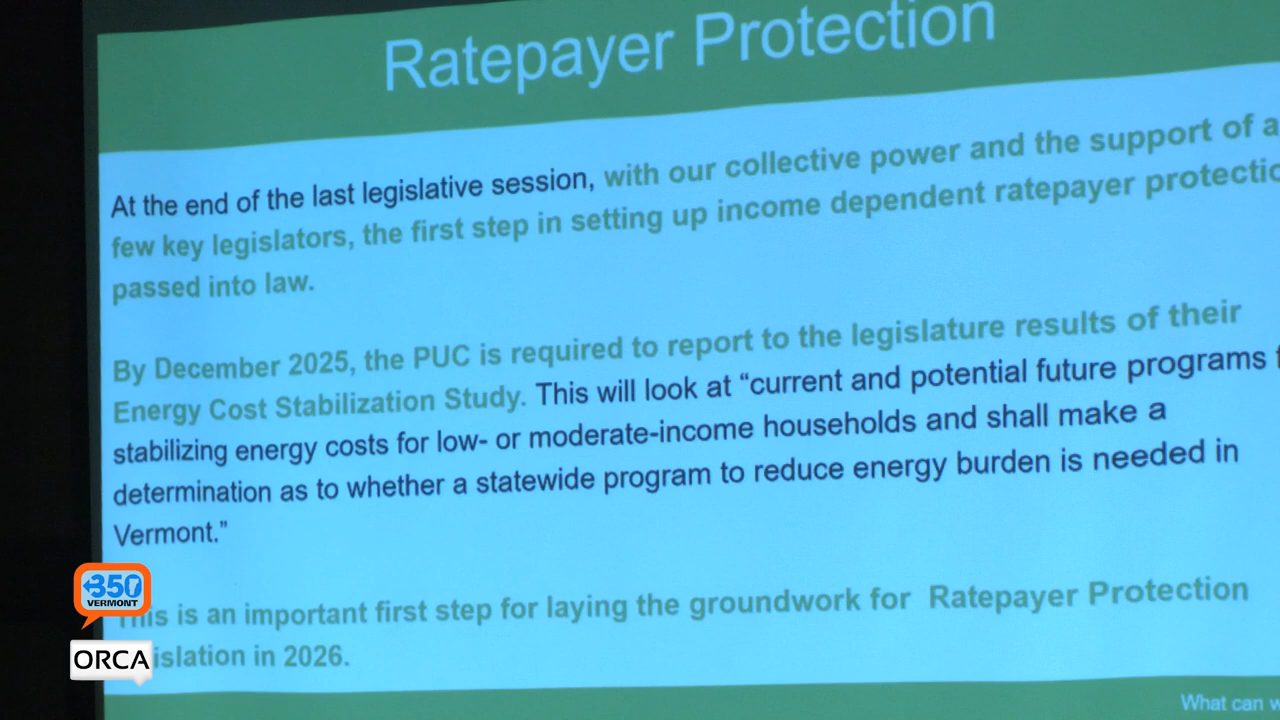 Ratepayer Protection
At the end of the last legislative session, with our collective power and the support of a
few key legislators, the first step in setting up income dependent ratepayer protectio
passed into law.
By December 2025, the PUC is required to report to the legislature results of their
Energy Cost Stabilization Study. This will look at “current and potential future programs f
stabilizing energy costs for low- or moderate-income households and shall make a
determination as to whether a statewide program to reduce energy burden is needed in
Vermont.”
This is an important first step for laying the groundwork for Ratepayer Protection
islation in 2026.
350
VERMONT
ORCA
What can w